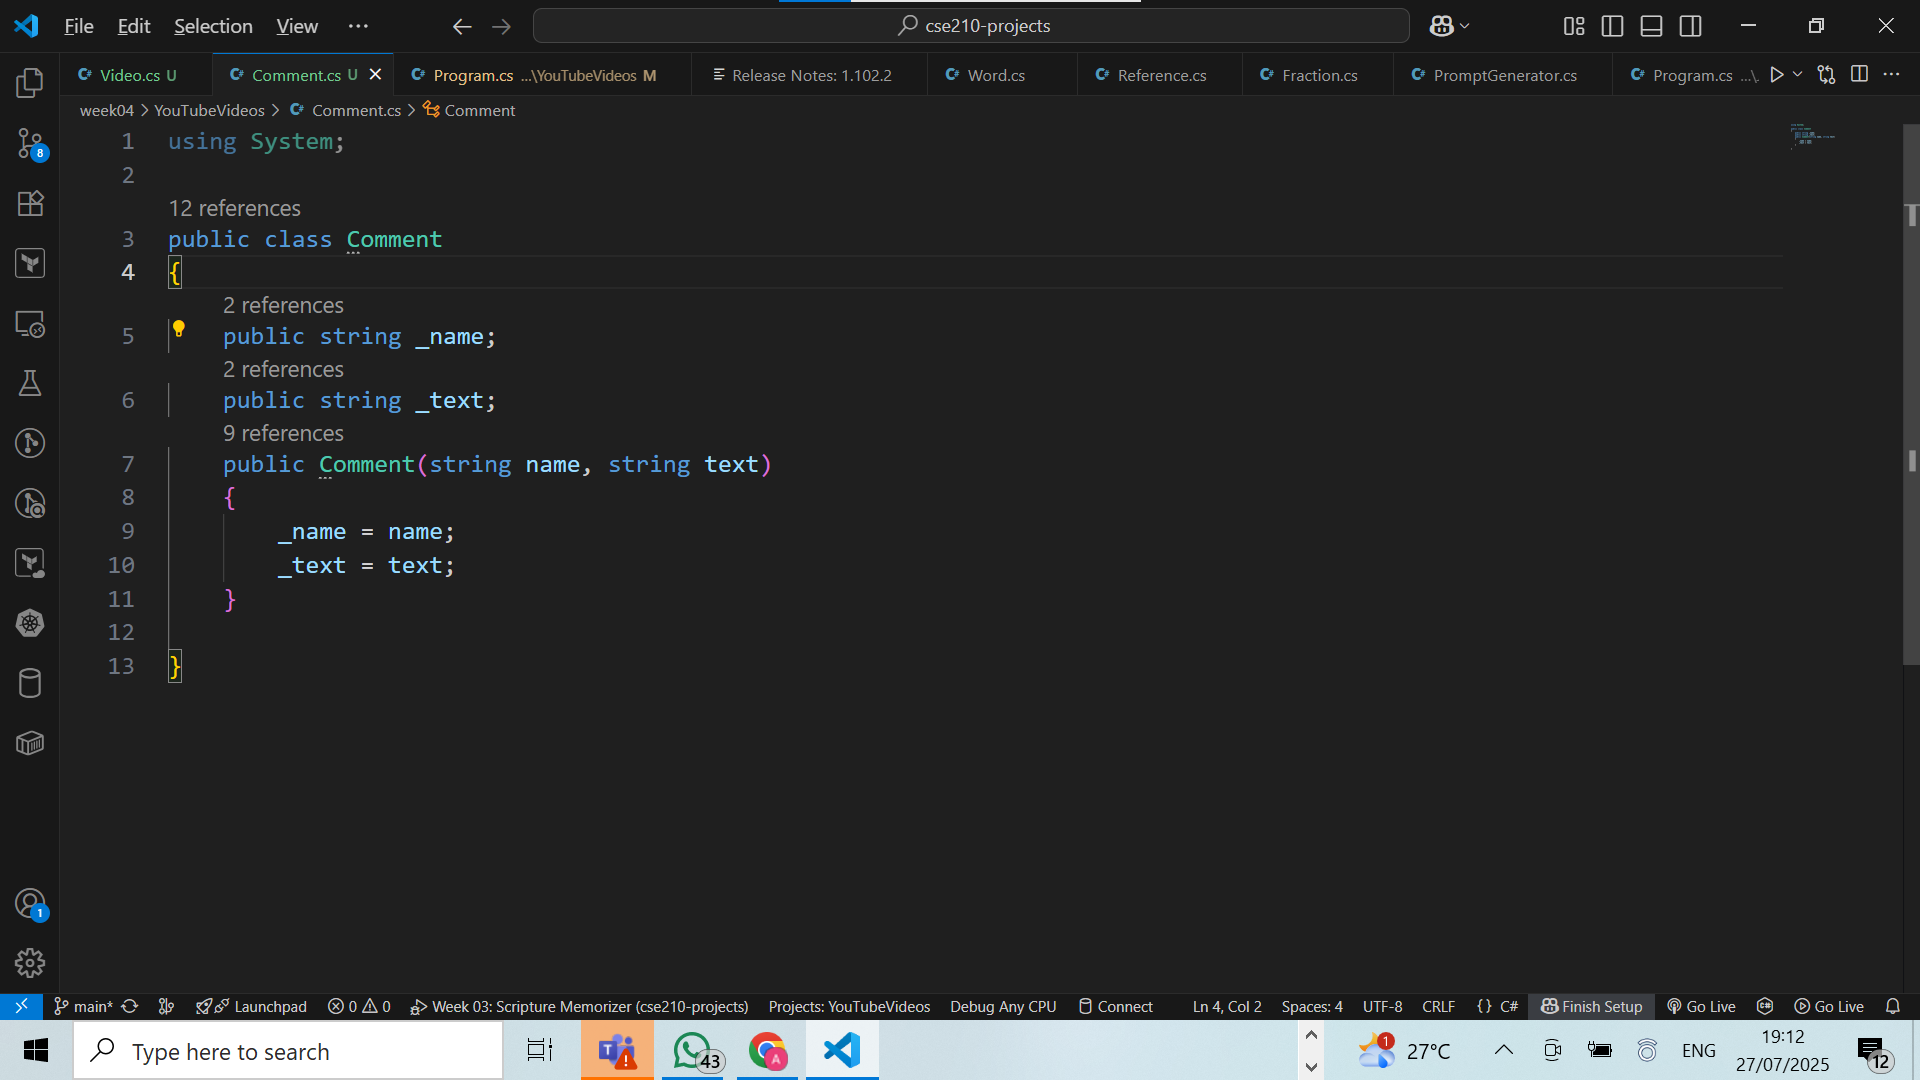 File Edit Selection View ··· cse210-projects
Video.cs U Comment.cs U Program.cs ...\YouTubeVideos M Release Notes: 1.102.2 Word.cs Reference.cs Fraction.cs PromptGenerator.cs Program.cs ...\.
week04 > YouTubeVideos > Comment.cs > Comment
1 using System;
2
12 references
3 public class Comment
4 {
2 references
5 public string _name;
2 references
6 public string _text;
9 references
7 public Comment(string name, string text)
8 {
9 _name = name;
10 _text = text;
11 }
12
13 }
8
1
main* Launchpad 0 0 Week 03: Scripture Memorizer (cse210-projects) Projects: YouTubeVideos Debug Any CPU Connect Ln 4, Col 2 Spaces: 4 UTF-8 CRLF {} C# Finish Setup Go Live Go Live
Type here to search 43 A 1 27°C ENG 19:12
27/07/2025 12